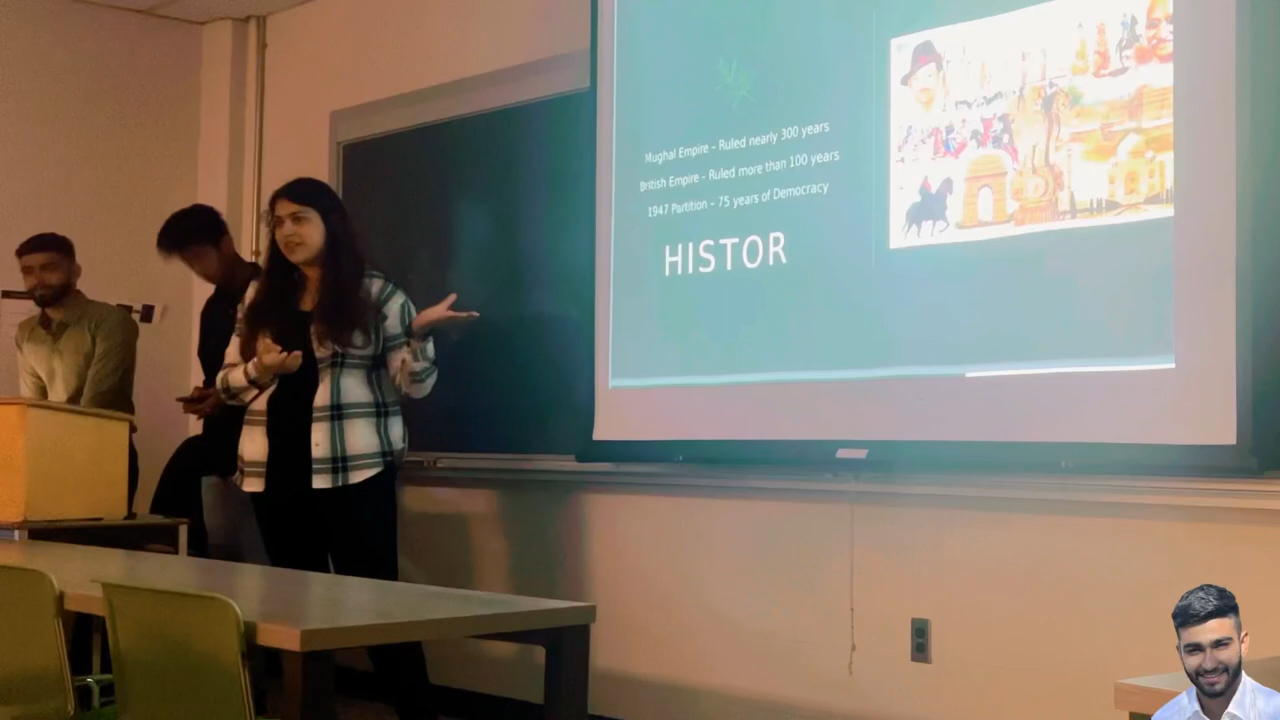 Mughal Empire – Ruled nearly 300 years
British Empire - Ruled more than 100 years
1947 Partition – 75 years of Democracy
HISTOR